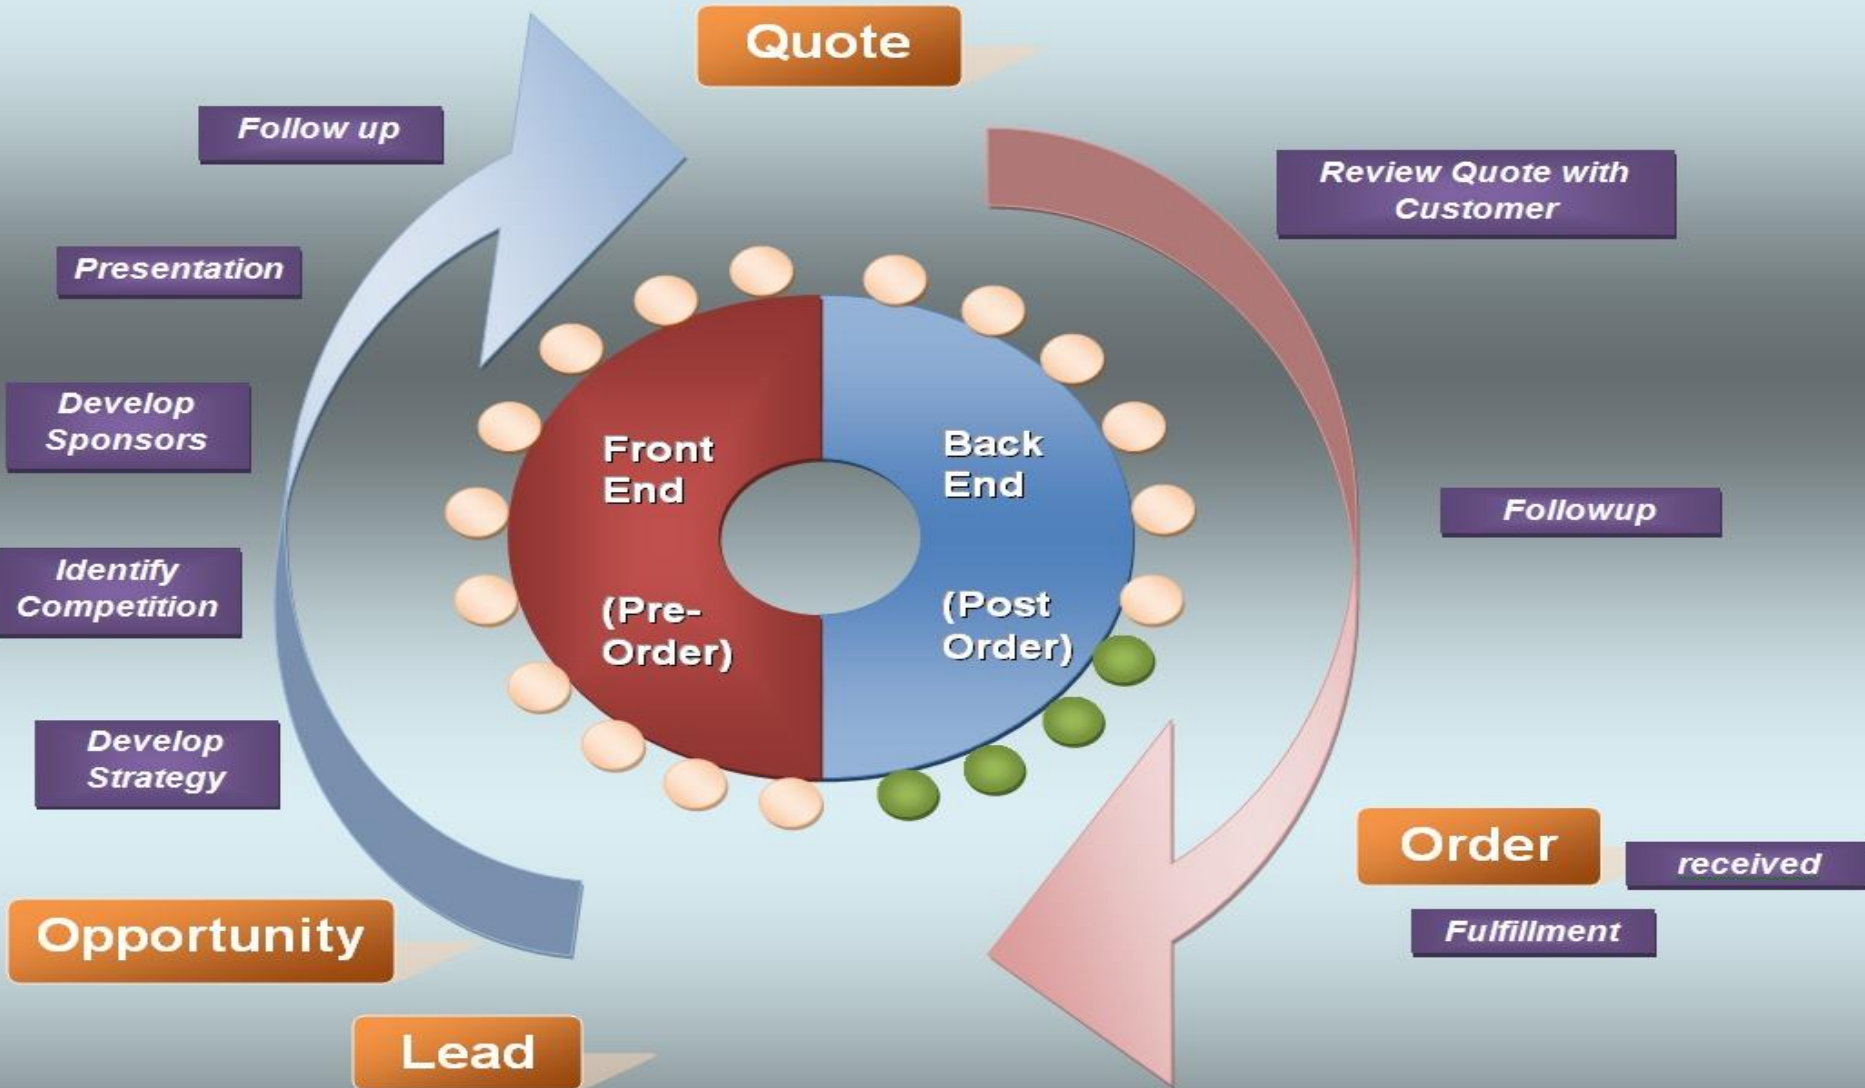 Quote
Follow up
Review Quote with
Customer
Presentation
Develop
Sponsors
Front
End
Back
End
Followup
Identify
Competition
(Pre-
Order)
(Post
Order)
Develop
Strategy
Order
received
Fulfillment
Opportunity
Lead